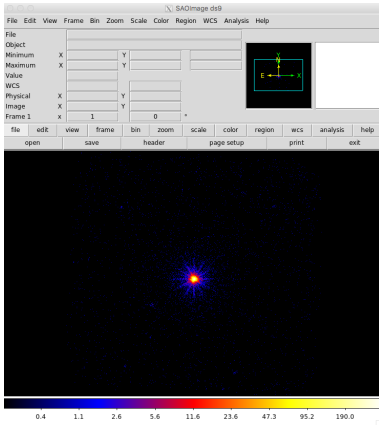 SAOImage ds9
File Edit View Frame Bin Zoom Scale Color Region WCS Analysis Help
File
Object
Minimum X Y
Maximum X Y
Value
WCS
Physical X Y
Image X Y
Frame 1 x 1 0 °
Y
N
E X
file edit view frame bin zoom scale color region wcs analysis help
open save header page setup print exit
0.4 1.1 2.6 5.6 11.6 23.6 47.3 95.2 190.0